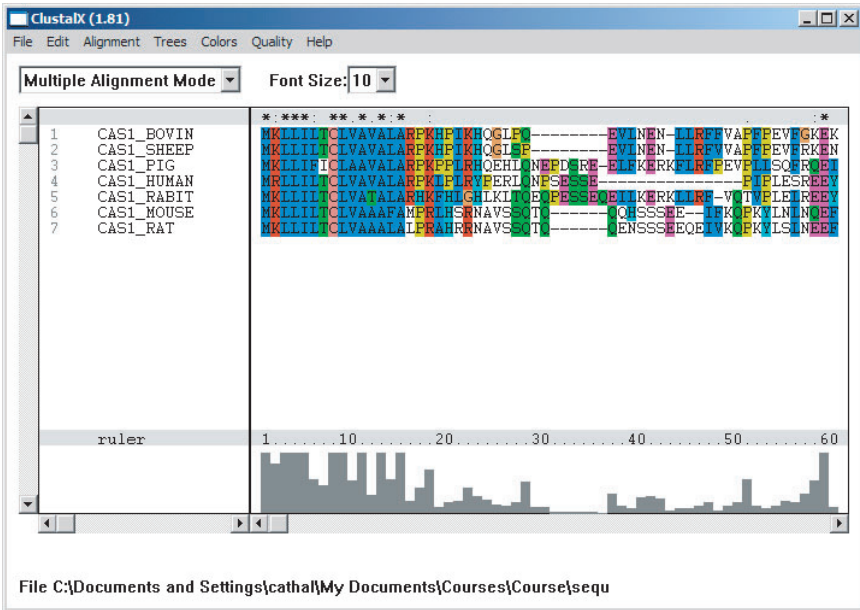 ClustalX (1.81)
File Edit Alignment Trees Colors Quality Help
Multiple Alignment Mode Font Size: 10
*:***: **.*.*:* : . :*
1 CAS1_BOVIN MKLLILTCLVAVALARPKHPIKHQGLPQ--------EVLNEN-LLRFFVAPFPEVFGKEK
2 CAS1_SHEEP MKLLILTCLVAVALARPKHPIKHQGLSP--------EVLNEN-LLRFVVAPFPEVFRKEN
3 CAS1_PIG MKLLIFICLAAVALARPKPPLRHQEHLQNEPDSRE-ELFKERKFLRFPEVPLLSQFRQEI
4 CAS1_HUMAN MRLLILTCLVAVALARPKLPLRYPERLQNPSESSE---------------PIPLESREEY
5 CAS1_RABIT MKLLILTCLVATALARHKFHLGHLKLTQEQPESSEQEILKERKLLRF-VQTVPLELREEY
6 CAS1_MOUSE MKLLILTCLVAAAFAMPRLHSRNAVSSQTQ------QQHSSSEE--IFKQPKYLNLNQEF
7 CAS1_RAT MKLLILTCLVAAALALPRAHRRNAVSSQTQ------QENSSSEEQEIVKQPKYLSLNEEF
ruler 1.......10........20........30........40........50........60
File C:\Documents and Settings\cathal\My Documents\Courses\Course\sequ